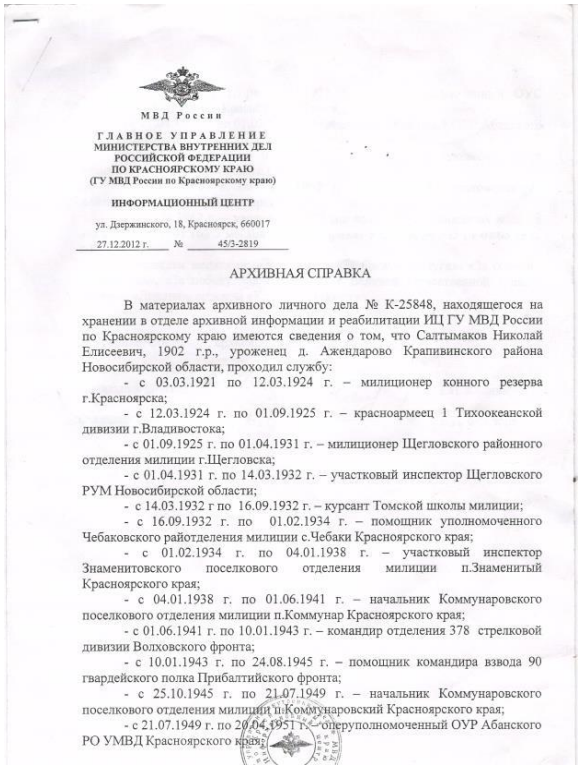 МВД России
ГЛАВНОЕ УПРАВЛЕНИЕ
МИНИСТЕРСТВА ВНУТРЕННИХ ДЕЛ
РОССИЙСКОЙ ФЕДЕРАЦИИ
ПО КРАСНОЯРСКОМУ КРАЮ
(ГУ МВД России по Красноярскому краю)
ИНФОРМАЦИОННЫЙ ЦЕНТР
ул. Дзержинского, 18, Красноярск, 660017
27.12.2012 г. № 45/3-2819
АРХИВНАЯ СПРАВКА
В материалах архивного личного дела № К-25848, находящегося на
хранении в отделе архивной информации и реабилитации ИЦ ГУ МВД России
по Красноярскому краю имеются сведения о том, что Салтымаков Николай
Елисеевич, 1902 г.р., уроженец д. Ажендарово Крапивинского района
Новосибирской области, проходил службу:
- с 03.03.1921 по 12.03.1924 г. – милиционер конного резерва
г.Красноярска;
- с 12.03.1924 г. по 01.09.1925 г. – красноармеец 1 Тихоокеанской
дивизии г.Владивостока;
- с 01.09.1925 г. по 01.04.1931 г. – милиционер Щегловского районного
отделения милиции г.Щегловска;
- с 01.04.1931 г. по 14.03.1932 г. – участковый инспектор Щегловского
РУМ Новосибирской области;
- с 14.03.1932 г по 16.09.1932 г. – курсант Томской школы милиции;
- с 16.09.1932 г. по 01.02.1934 г. – помощник уполномоченного
Чебаковского райотделения милиции с.Чебаки Красноярского края;
- с 01.02.1934 г. по 04.01.1938 г. – участковый инспектор
Знаменитовского поселкового отделения милиции п.Знаменитый
Красноярского края;
- с 04.01.1938 г. по 01.06.1941 г. – начальник Коммунаровского
поселкового отделения милиции п.Коммунар Красноярского края;
- с 01.06.1941 г. по 10.01.1943 г. – командир отделения 378 стрелковой
дивизии Волховского фронта;
- с 10.01.1943 г. по 24.08.1945 г. – помощник командира взвода 90
гвардейского полка Прибалтийского фронта;
- с 25.10.1945 г. по 21.07.1949 г. – начальник Коммунаровского
поселкового отделения милиции п.Коммунаровский Красноярского края;
- с 21.07.1949 г. по 20.04.1951 г. – оперуполномоченный ОУР Абанского
РО УМВД Красноярского края;